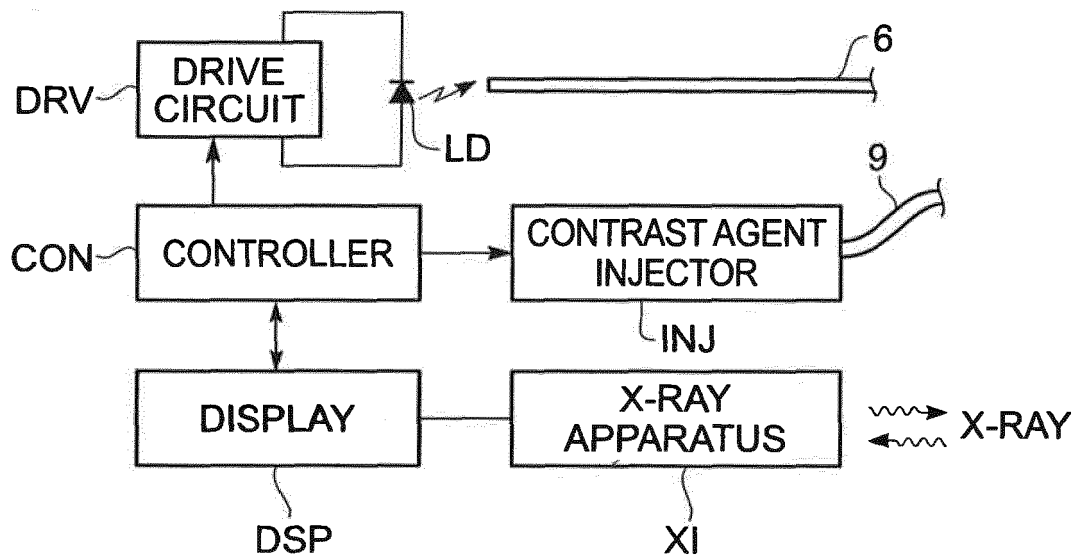 DRIVE
CIRCUIT
DRV
LD
6
CONTROLLER
CON
CONTRAST AGENT
INJECTOR
INJ
9
DISPLAY
DSP
X-RAY
APPARATUS
XI
X-RAY